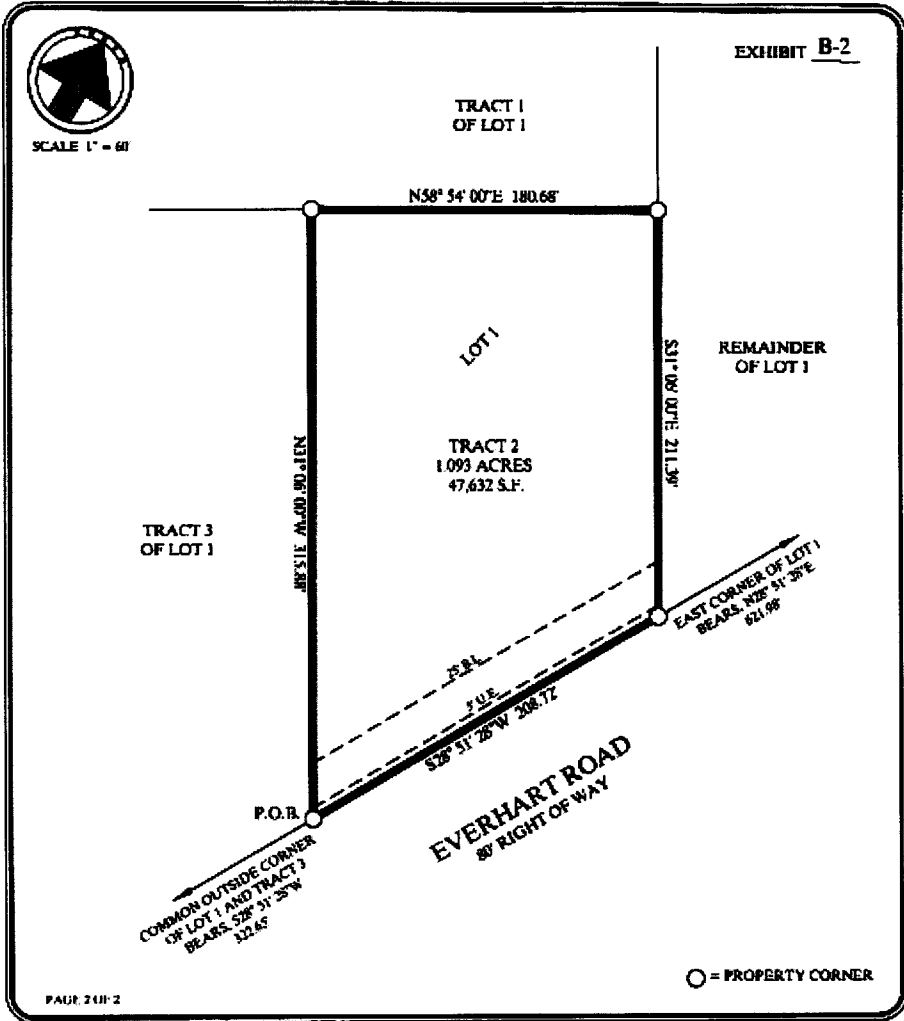 EXHIBIT B-2
SCALE 1" = 60'
TRACT 1
OF LOT 1
N58° 54' 00"E 180.68'
LOT 1
S31° 06' 00"E 211.39'
REMAINDER
OF LOT 1
N31° 06' 00"W 315.88'
TRACT 2
1.093 ACRES
47,632 S.F.
TRACT 3
OF LOT 1
EAST CORNER OF LOT 1
BEARS, N28° 51' 28"E
621.98'
25' B.L.
5' U.E.
S28° 51' 28"W 208.72'
EVERHART ROAD
80' RIGHT OF WAY
P.O.B.
COMMON OUTSIDE CORNER
OF LOT 1 AND TRACT 3
BEARS, S28° 51' 28"W
322.65'
= PROPERTY CORNER
PAGE 2 OF 2